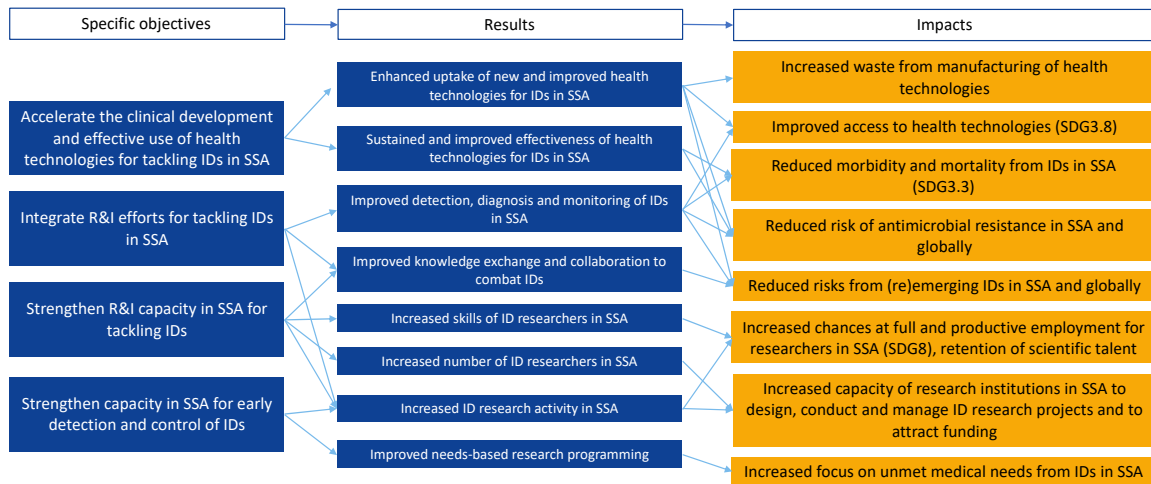 Specific objectives
Results
Impacts
Accelerate the clinical development
and effective use of health
technologies for tackling IDs in SSA
Integrate R&I efforts for tackling IDs
in SSA
Strengthen R&I capacity in SSA for
tackling IDs
Strengthen capacity in SSA for early
detection and control of IDs
Enhanced uptake of new and improved health
technologies for IDs in SSA
Sustained and improved effectiveness of health
technologies for IDs in SSA
Improved detection, diagnosis and monitoring of IDs
in SSA
Improved knowledge exchange and collaboration to
combat IDs
Increased skills of ID researchers in SSA
Increased number of ID researchers in SSA
Increased ID research activity in SSA
Improved needs-based research programming
Increased waste from manufacturing of health
technologies
Improved access to health technologies (SDG3.8)
Reduced morbidity and mortality from IDs in SSA
(SDG3.3)
Reduced risk of antimicrobial resistance in SSA and
globally
Reduced risks from (re)emerging IDs in SSA and globally
Increased chances at full and productive employment for
researchers in SSA (SDG8), retention of scientific talent
Increased capacity of research institutions in SSA to
design, conduct and manage ID research projects and to
attract funding
Increased focus on unmet medical needs from IDs in SSA